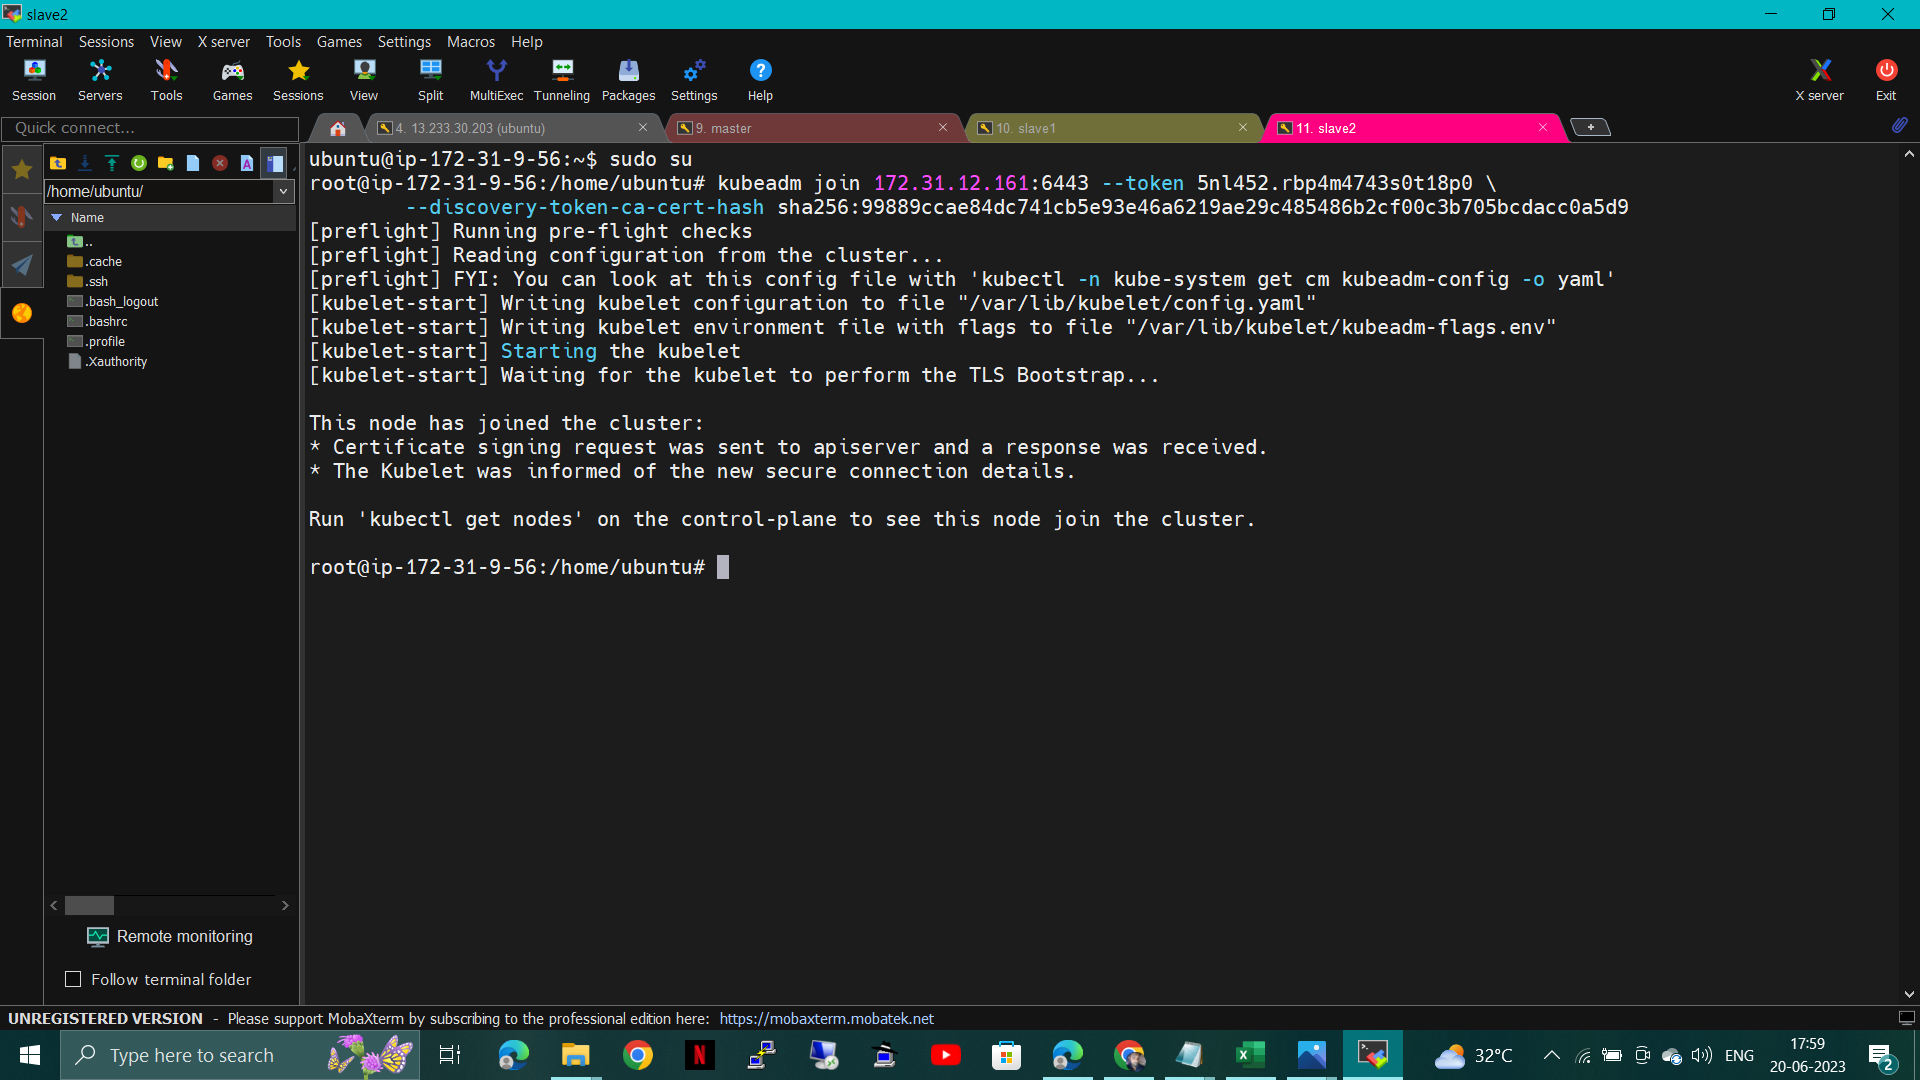 slave2
Terminal Sessions View X server Tools Games Settings Macros Help
Session Servers Tools Games Sessions View Split MultiExec Tunneling Packages Settings Help X server Exit
Quick connect...
4. 13.233.30.203 (ubuntu)
9. master
10. slave1
11. slave2
/home/ubuntu/
Name
..
.cache
.ssh
.bash_logout
.bashrc
.profile
.Xauthority
Remote monitoring
Follow terminal folder
ubuntu@ip-172-31-9-56:~$ sudo su
root@ip-172-31-9-56:/home/ubuntu# kubeadm join 172.31.12.161:6443 --token 5nl452.rbp4m4743s0t18p0 \
--discovery-token-ca-cert-hash sha256:99889ccae84dc741cb5e93e46a6219ae29c485486b2cf00c3b705bcdacc0a5d9
[preflight] Running pre-flight checks
[preflight] Reading configuration from the cluster...
[preflight] FYI: You can look at this config file with 'kubectl -n kube-system get cm kubeadm-config -o yaml'
[kubelet-start] Writing kubelet configuration to file "/var/lib/kubelet/config.yaml"
[kubelet-start] Writing kubelet environment file with flags to file "/var/lib/kubelet/kubeadm-flags.env"
[kubelet-start] Starting the kubelet
[kubelet-start] Waiting for the kubelet to perform the TLS Bootstrap...
This node has joined the cluster:
* Certificate signing request was sent to apiserver and a response was received.
* The Kubelet was informed of the new secure connection details.
Run 'kubectl get nodes' on the control-plane to see this node join the cluster.
root@ip-172-31-9-56:/home/ubuntu#
UNREGISTERED VERSION - Please support MobaXterm by subscribing to the professional edition here: https://mobaxterm.mobatek.net
Type here to search
32°C
ENG
17:59
20-06-2023
2